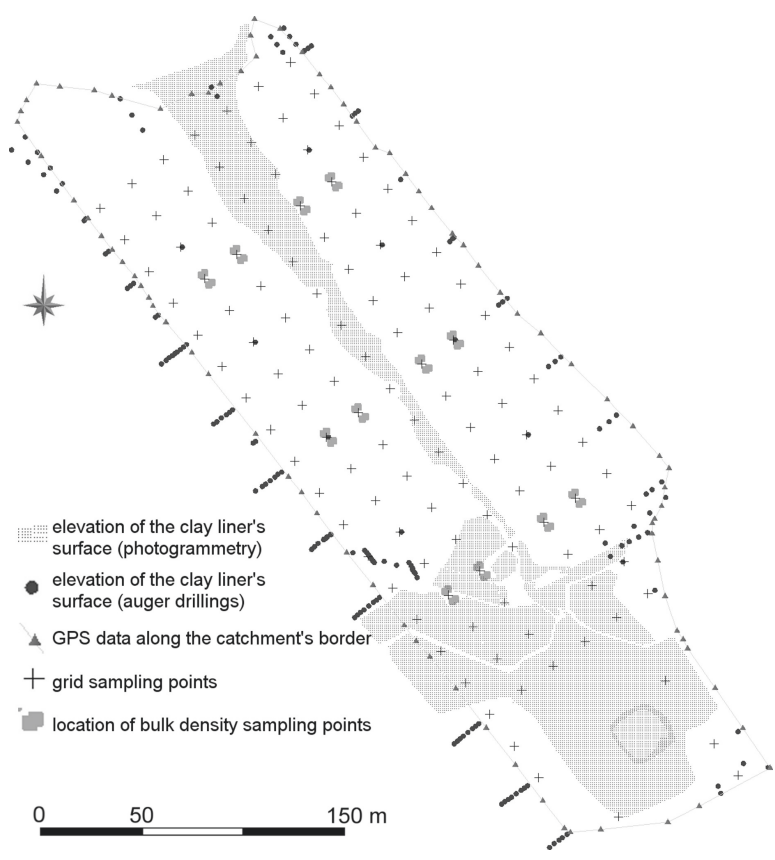 elevation of the clay liner's
surface (photogrammetry)
elevation of the clay liner's
surface (auger drillings)
GPS data along the catchment's border
grid sampling points
location of bulk density sampling points
0 50 150 m